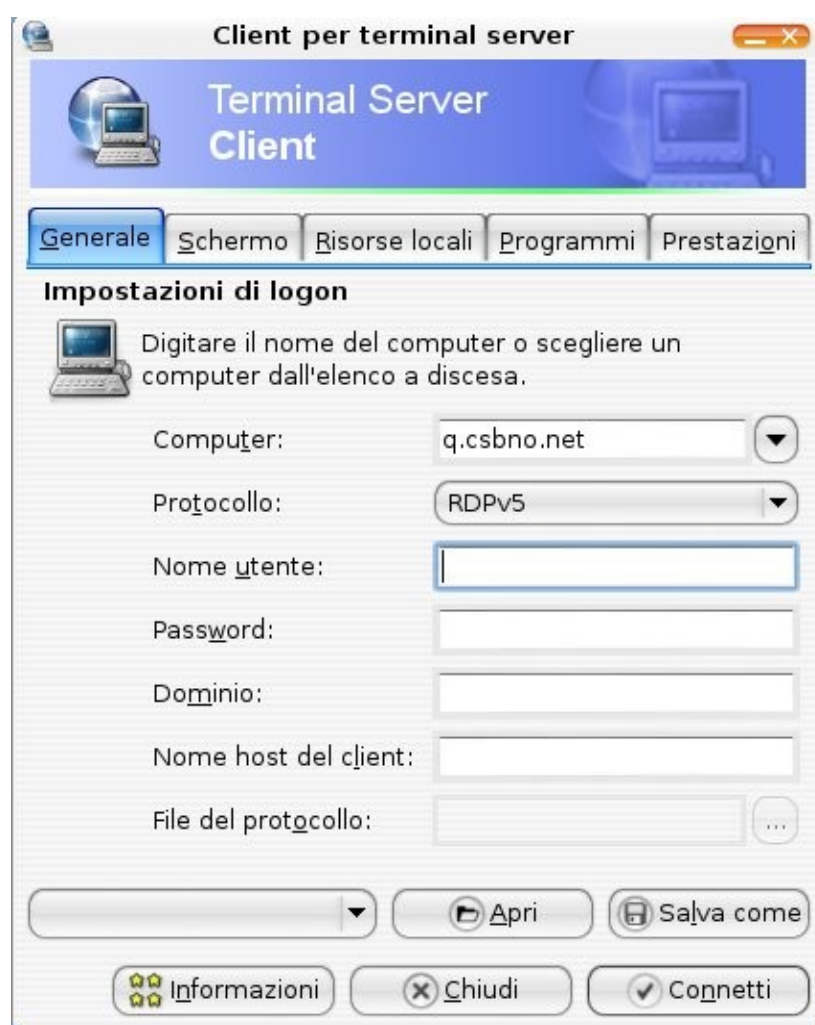 Client per terminal server
Terminal Server
Client
Generale Schermo Risorse locali Programmi Prestazioni
Impostazioni di logon
Digitare il nome del computer o scegliere un
computer dall'elenco a discesa.
Computer: q.csbno.net
Protocollo: RDPv5
Nome utente:
Password:
Dominio:
Nome host del client:
File del protocollo: ...
Apri Salva come
Informazioni Chiudi Connetti